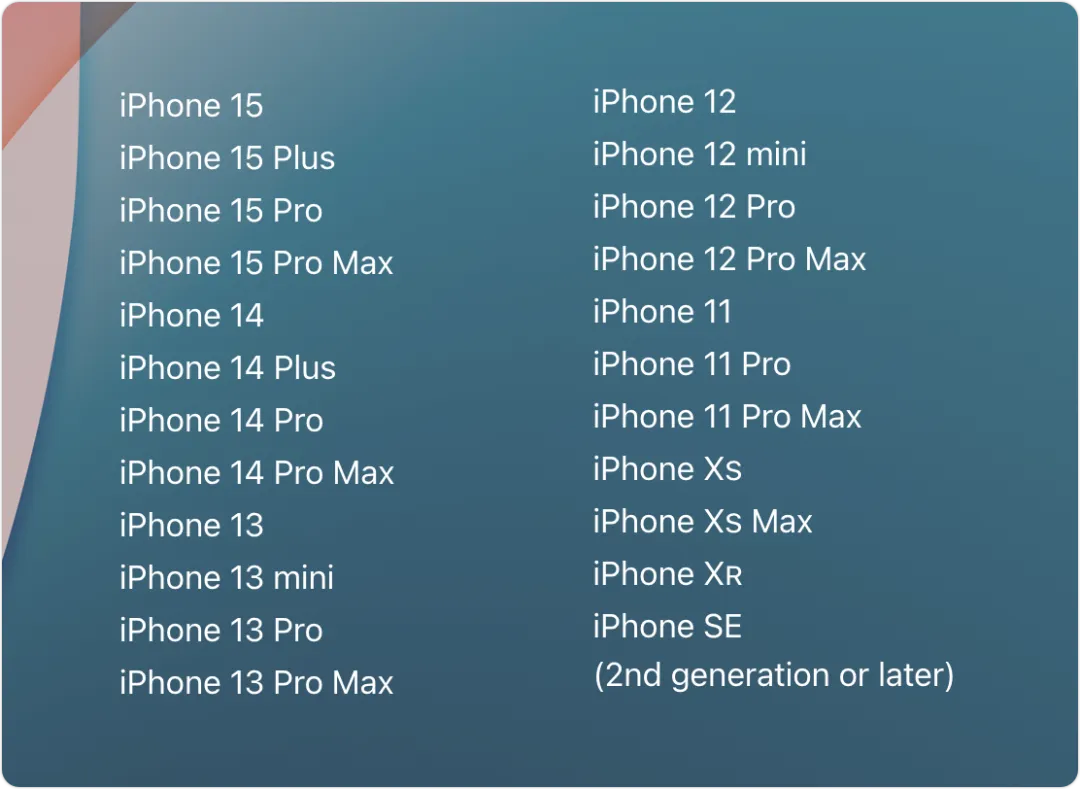 iPhone 15
iPhone 15 Plus
iPhone 15 Pro
iPhone 15 Pro Max
iPhone 14
iPhone 14 Plus
iPhone 14 Pro
iPhone 14 Pro Max
iPhone 13
iPhone 13 mini
iPhone 13 Pro
iPhone 13 Pro Max
iPhone 12
iPhone 12 mini
iPhone 12 Pro
iPhone 12 Pro Max
iPhone 11
iPhone 11 Pro
iPhone 11 Pro Max
iPhone Xs
iPhone Xs Max
iPhone XR
iPhone SE
(2nd generation or later)